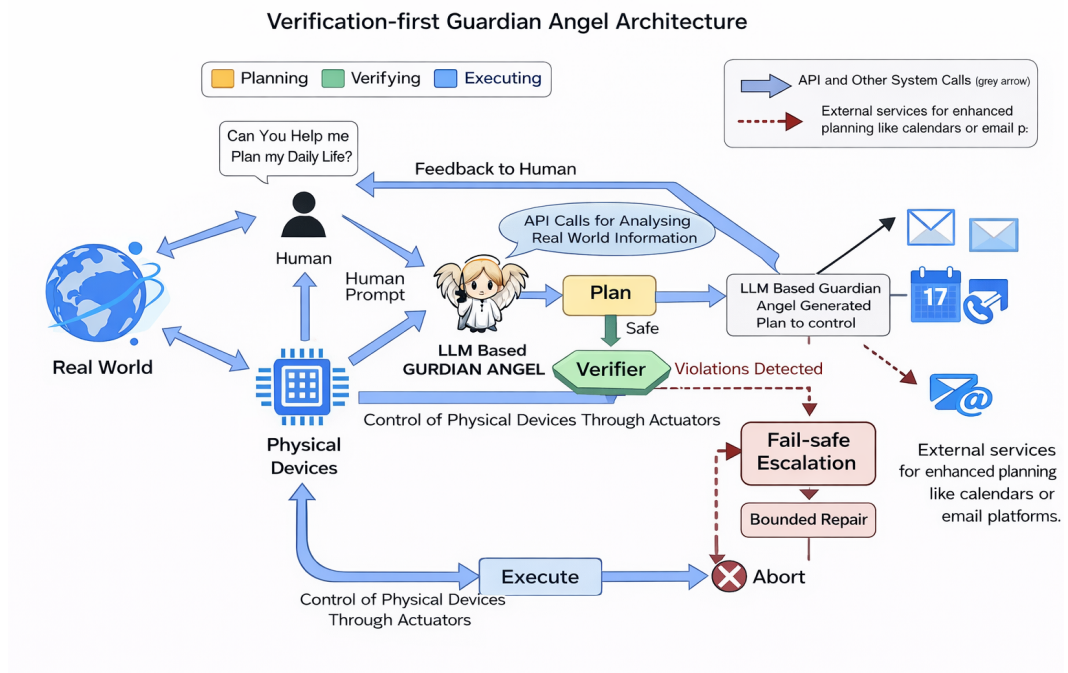 Verification-first Guardian Angel Architecture
Planning
Verifying
Executing
API and Other System Calls (grey arrow)
External services for enhanced
planning like calendars or email p:
Can You Help me
Plan my Daily Life?
Feedback to Human
API Calls for Analysing
Real World Information
Human
Human
Prompt
Real World
LLM Based
GURDIAN ANGEL
Plan
Safe
Verifier
LLM Based Guardian
Angel Generated
Plan to control
17
Violations Detected
Control of Physical Devices Through Actuators
Physical
Devices
Fail-safe
Escalation
Bounded Repair
@
External services
for enhanced planning
like calendars or
email platforms.
Execute
Abort
Control of Physical Devices
Through Actuators